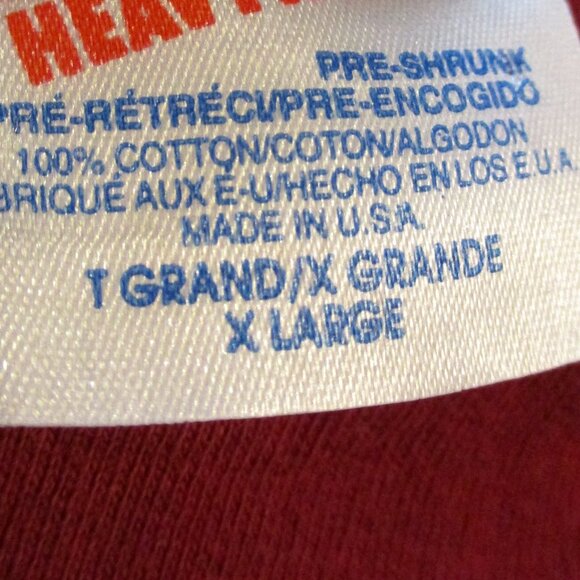 PRE-SHRUNK
PRÉ-RÉTRÉCI/PRE-ENCOGIDO
100% COTTON/COTON/ALGODON
BRIQUÉ AUX É-U/HECHO EN LOS E.U.A.
MADE IN U.S.A.
T GRAND/X GRANDE
X LARGE